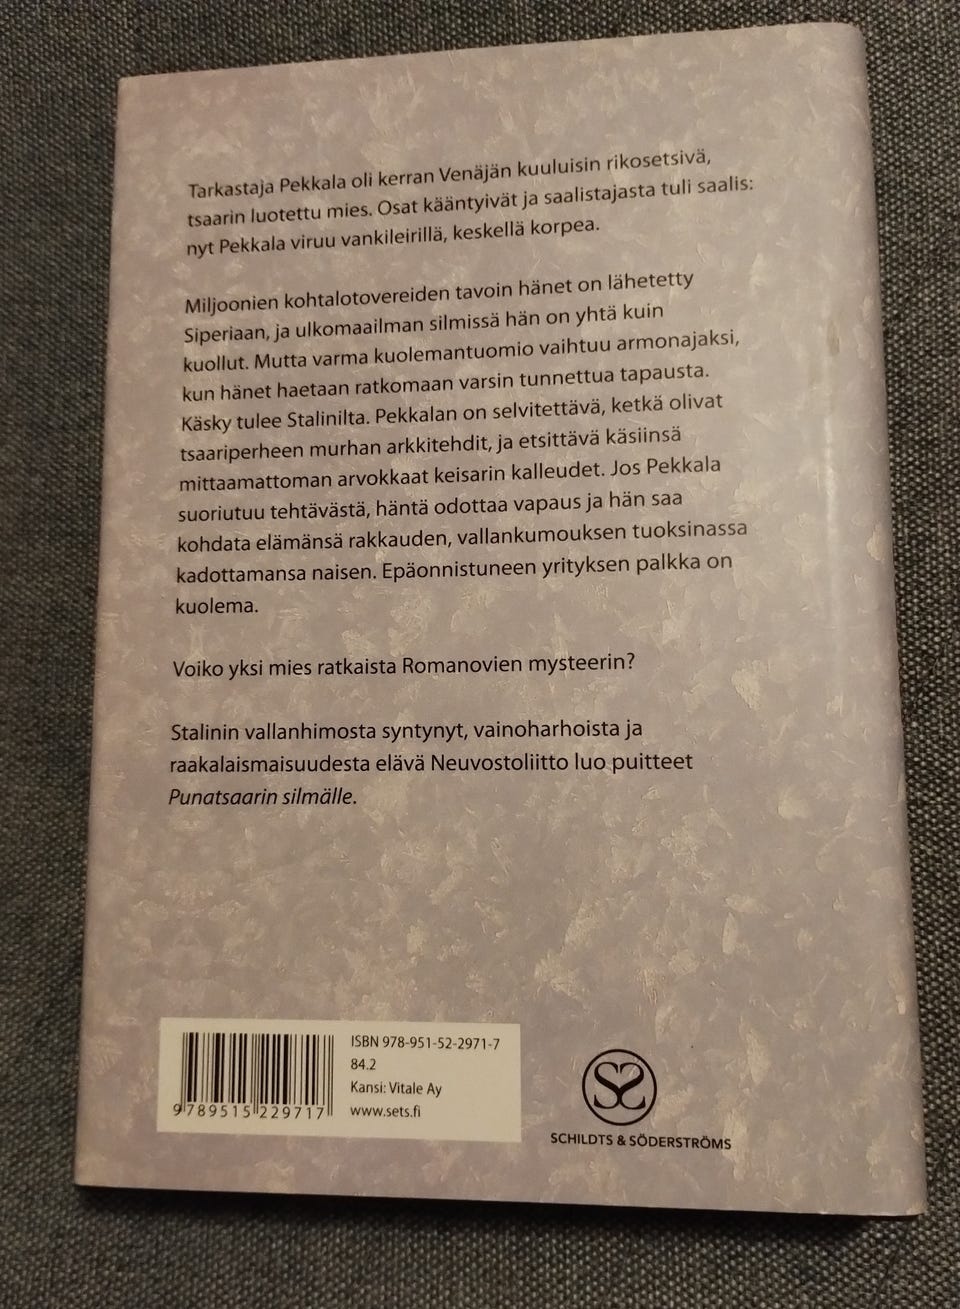 Tarkastaja Pekkala oli kerran Venäjän kuuluisin rikosetsivä,
tsaarin luotettu mies. Osat kääntyivät ja saalistajasta tuli saalis:
nyt Pekkala viruu vankileirillä, keskellä korpea.
Miljoonien kohtalotovereiden tavoin hänet on lähetetty
Siperiaan, ja ulkomaailman silmissä hän on yhtä kuin
kuollut. Mutta varma kuolemantuomio vaihtuu armonajaksi,
kun hänet haetaan ratkomaan varsin tunnettua tapausta.
Käsky tulee Stalinilta. Pekkalan on selvitettävä, ketkä olivat
tsaariperheen murhan arkkitehdit, ja etsittävä käsiinsä
mittaamattoman arvokkaat keisarin kalleudet. Jos Pekkala
suoriutuu tehtävästä, häntä odottaa vapaus ja hän saa
kohdata elämänsä rakkauden, vallankumouksen tuoksinassa
kadottamansa naisen. Epäonnistuneen yrityksen palkka on
kuolema.
Voiko yksi mies ratkaista Romanovien mysteerin?
Stalinin vallanhimosta syntynyt, vainoharhoista ja
raakalaismaisuudesta elävä Neuvostoliitto luo puitteet
Punatsaarin silmälle.
ISBN 978-951-52-2971-7
84.2
Kansi: Vitale Ay
www.sets.fi
9 789515 229717
SS
SCHILDTS & SÖDERSTRÖMS